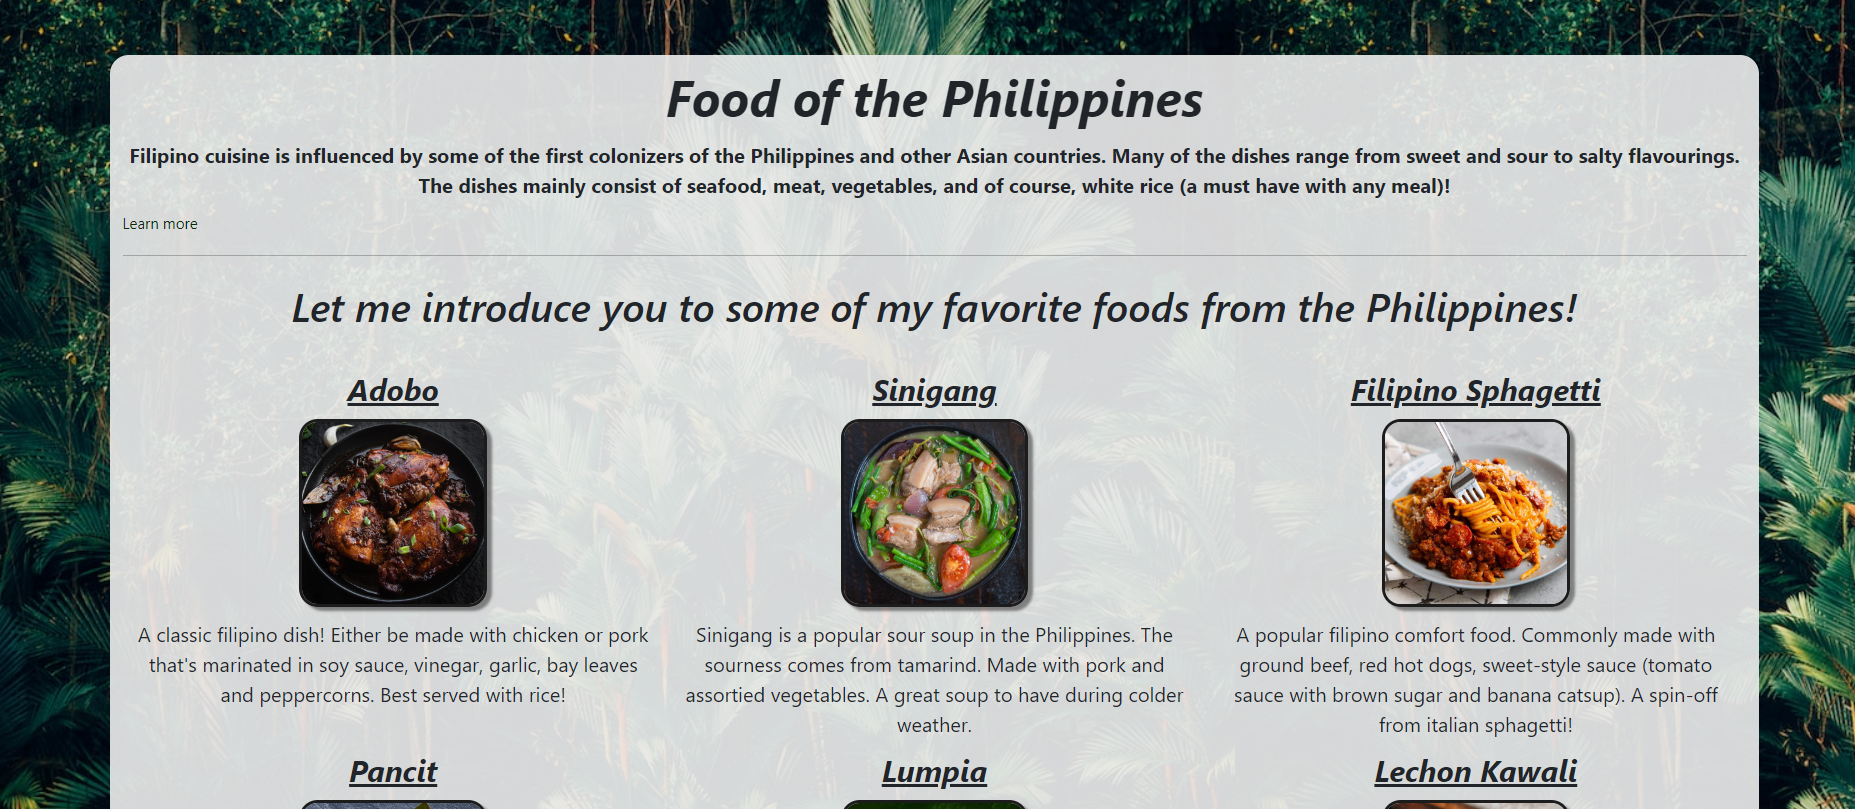 Food of the Philippines
Filipino cuisine is influenced by some of the first colonizers of the Philippines and other Asian countries. Many of the dishes range from sweet and sour to salty flavourings.
The dishes mainly consist of seafood, meat, vegetables, and of course, white rice (a must have with any meal)!
Learn more
Let me introduce you to some of my favorite foods from the Philippines!
Adobo
A classic filipino dish! Either be made with chicken or pork
that's marinated in soy sauce, vinegar, garlic, bay leaves
and peppercorns. Best served with rice!
Sinigang
Sinigang is a popular sour soup in the Philippines. The
sourness comes from tamarind. Made with pork and
assortied vegetables. A great soup to have during colder
weather.
Filipino Sphagetti
A popular filipino comfort food. Commonly made with
ground beef, red hot dogs, sweet-style sauce (tomato
sauce with brown sugar and banana catsup). A spin-off
from italian sphagetti!
Pancit
Lumpia
Lechon Kawali